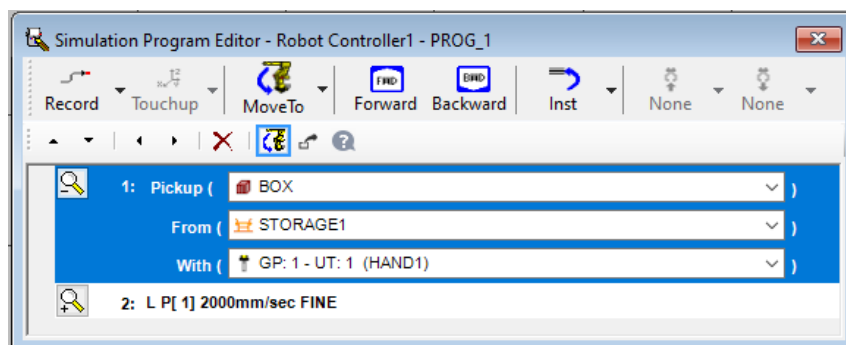 Simulation Program Editor - Robot Controller1 - PROG_1
Record Touchup MoveTo FWD Forward BWD Backward Inst None None
1: Pickup ( BOX )
From ( STORAGE1 )
With ( GP: 1 - UT: 1 (HAND1) )
2: L P[ 1] 2000mm/sec FINE